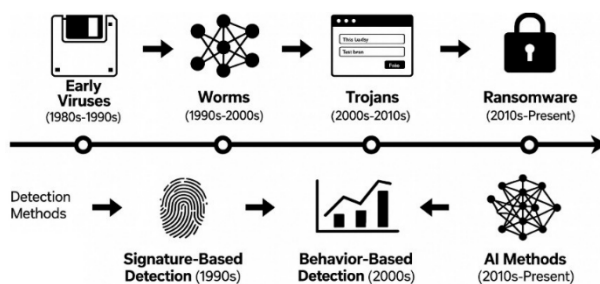 Early
Viruses
(1980s-1990s)
Worms
(1990s-2000s)
Trojans
(2000s-2010s)
Ransomware
(2010s-Present)
Detection
Methods
Signature-Based
Detection (1990s)
Behavior-Based
Detection (2000s)
AI Methods
(2010s-Present)